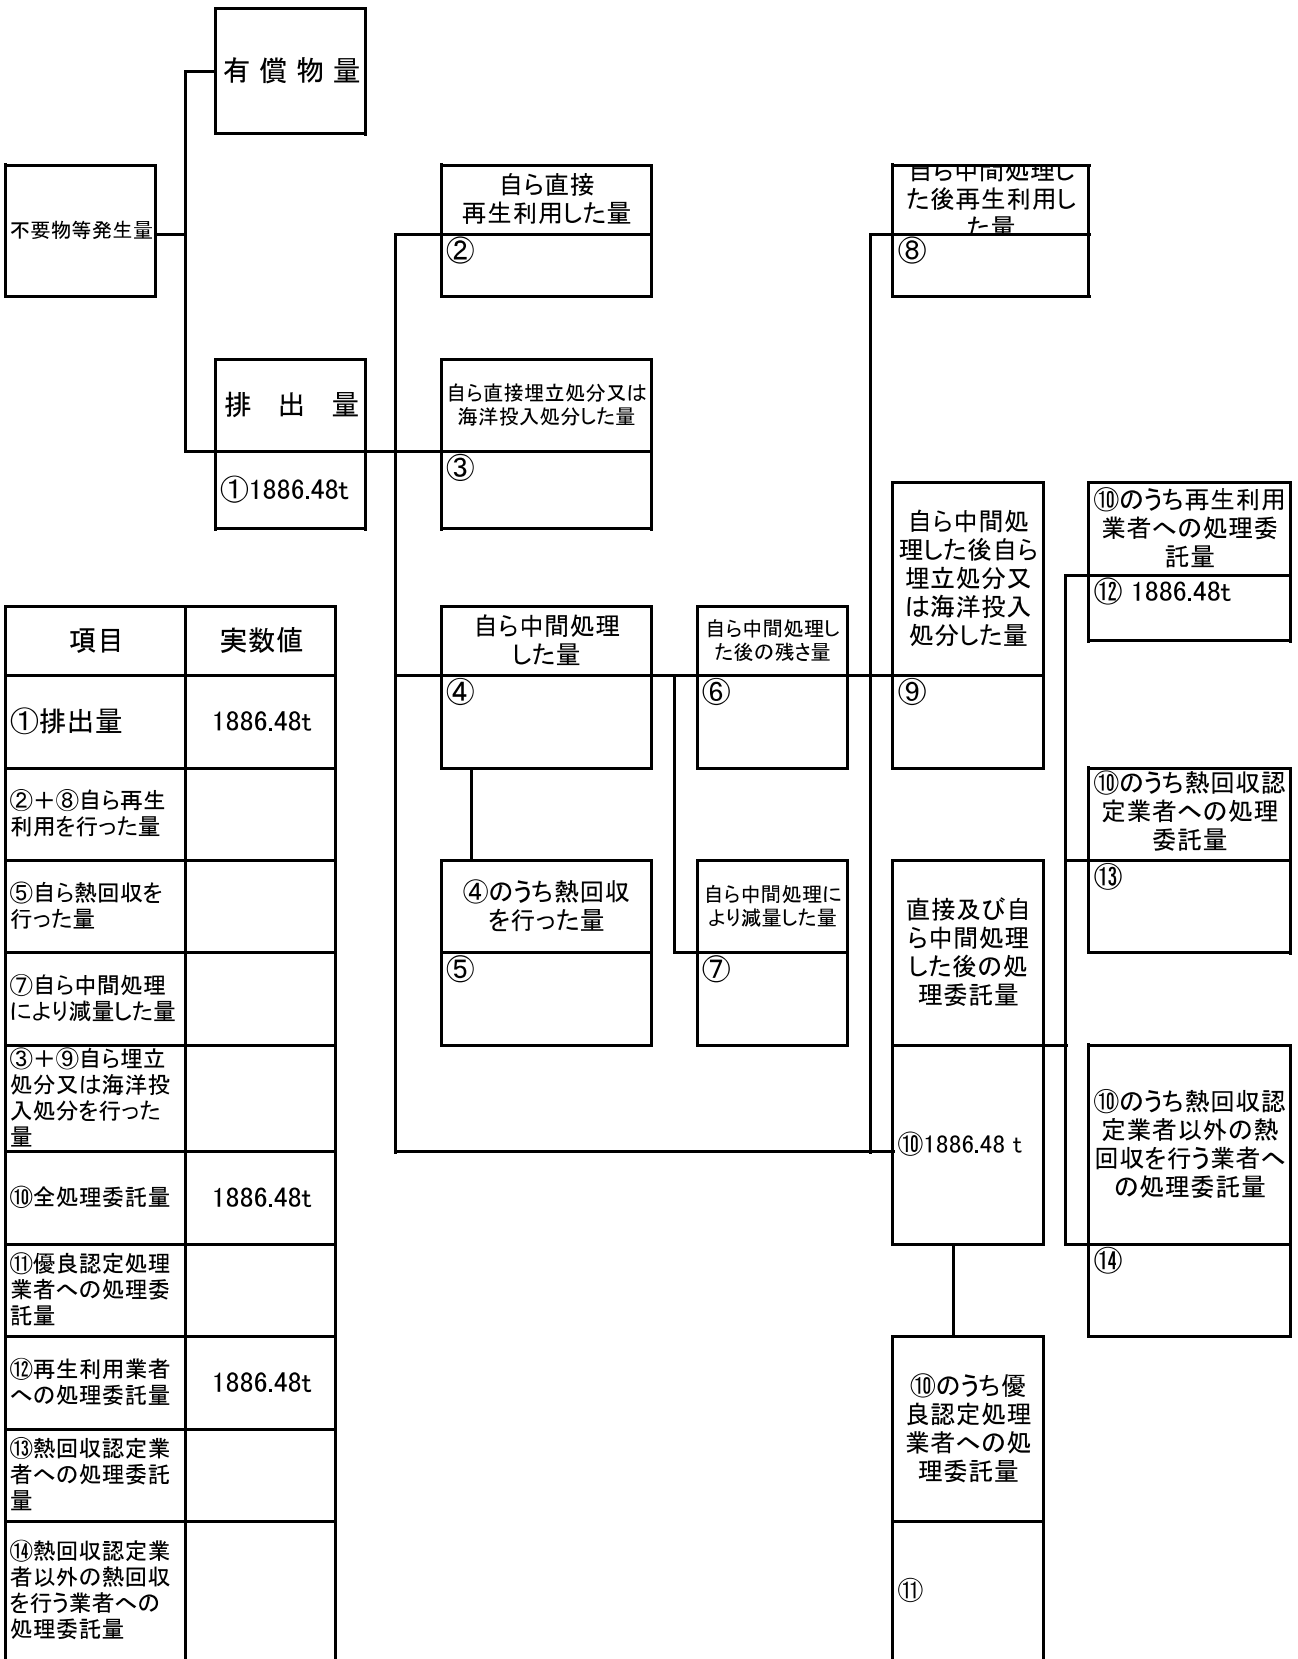 有償物量
不要物等発生量
自ら直接
再生利用した量
②
自ら中間処理し
た後再生利用し
た量
⑧
排 出 量
①1886.48t
自ら直接埋立処分又は
海洋投入処分した量
③
自ら中間処
理した後自ら
埋立処分又
は海洋投入
処分した量
⑨
⑩のうち再生利用
業者への処理委
託量
⑫ 1886.48t
自ら中間処理
した量
④
自ら中間処理し
た後の残さ量
⑥
⑩のうち熱回収認
定業者への処理
委託量
⑬
④のうち熱回収
を行った量
⑤
自ら中間処理に
より減量した量
⑦
直接及び自
ら中間処理
した後の処
理委託量
⑩1886.48 t
⑩のうち熱回収認
定業者以外の熱
回収を行う業者へ
の処理委託量
⑭
⑩のうち優
良認定処理
業者への処
理委託量
⑪
項目 実数値
①排出量 1886.48t
②+⑧自ら再生
利用を行った量
⑤自ら熱回収を
行った量
⑦自ら中間処理
により減量した量
③+⑨自ら埋立
処分又は海洋投
入処分を行った
量
⑩全処理委託量 1886.48t
⑪優良認定処理
業者への処理委
託量
⑫再生利用業者
への処理委託量 1886.48t
⑬熱回収認定業
者への処理委託
量
⑭熱回収認定業
者以外の熱回収
を行う業者への
処理委託量